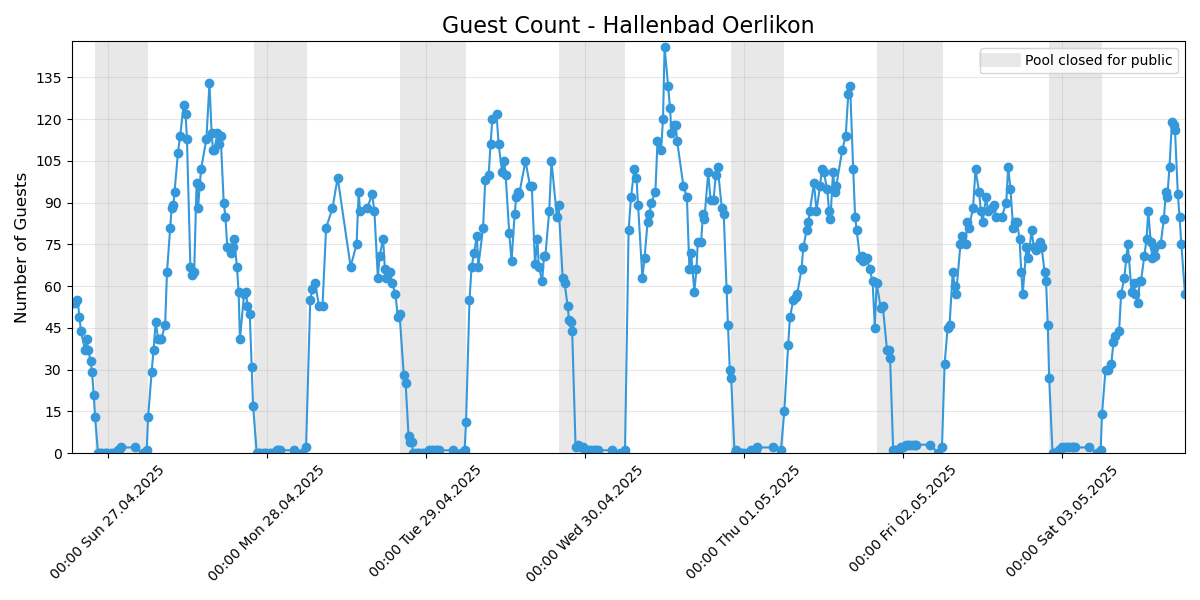 Guest Count - Hallenbad Oerlikon
Pool closed for public
Number of Guests
135
120
105
90
75
60
45
30
15
0
00:00 Sun 27.04.2025
00:00 Mon 28.04.2025
00:00 Tue 29.04.2025
00:00 Wed 30.04.2025
00:00 Thu 01.05.2025
00:00 Fri 02.05.2025
00:00 Sat 03.05.2025